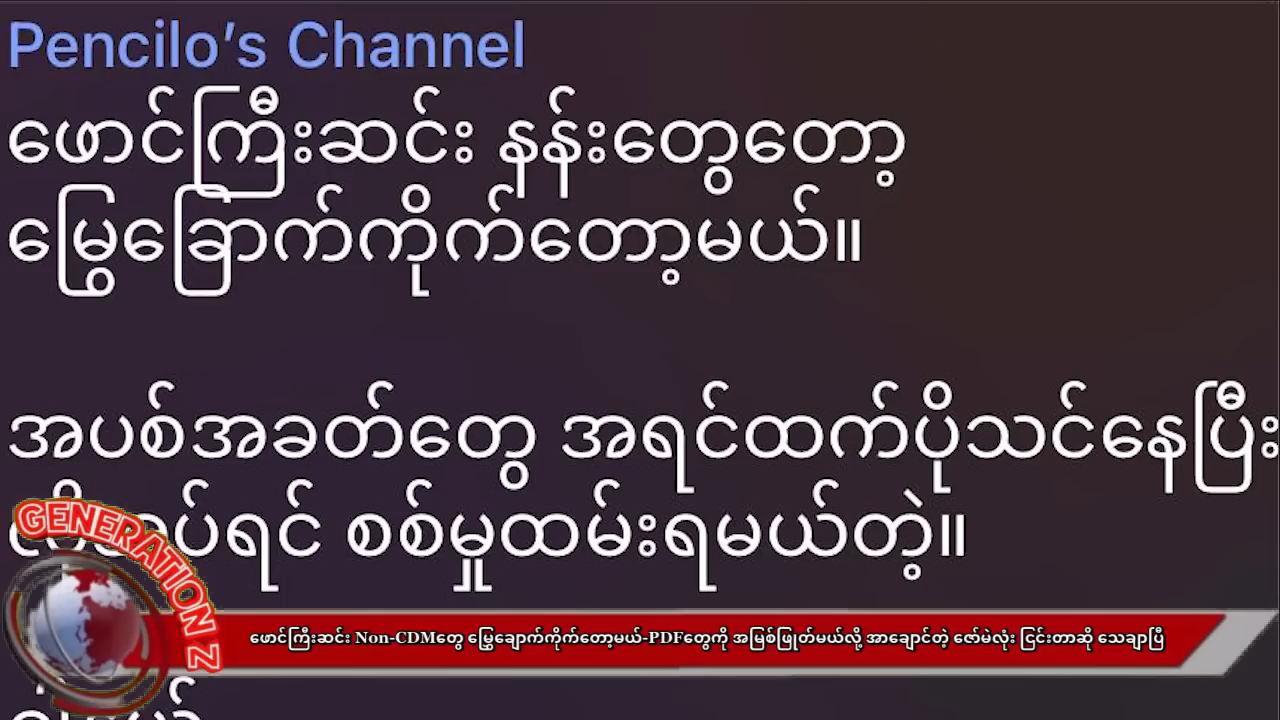 Pencilo’s Channel
ဖောင်ကြီးဆင်း နန်းတွေတော့
မြွေခြောက်ကိုက်တော့မယ်။
အပစ်အခတ်တွေ အရင်ထက်ပိုသင်နေပြီး
စစ်မှုထမ်းရမယ်တဲ့။
GENERATION Z
ဖောင်ကြီးဆင်း Non-CDMတွေ မြွေချောက်ကိုက်တော့မယ်-PDFတွေကို အမြစ်ဖြုတ်မယ်လို့ အာချောင်တဲ့ ဇော်မဲလုံး ငြင်းတာဆို သေချာပြီ